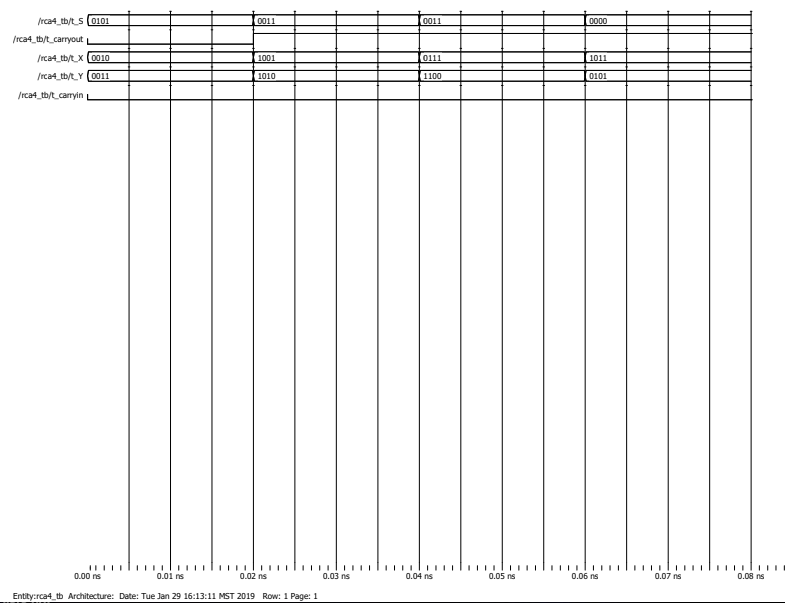 /rca4_tb/t_S 0101 0011 0011 0000
/rca4_tb/t_carryout
/rca4_tb/t_X 0010 1001 0111 1011
/rca4_tb/t_Y 0011 1010 1100 0101
/rca4_tb/t_carryin
0.00 ns 0.01 ns 0.02 ns 0.03 ns 0.04 ns 0.05 ns 0.06 ns 0.07 ns 0.08 ns
Entity:rca4_tb Architecture: Date: Tue Jan 29 16:13:11 MST 2019 Row: 1 Page: 1